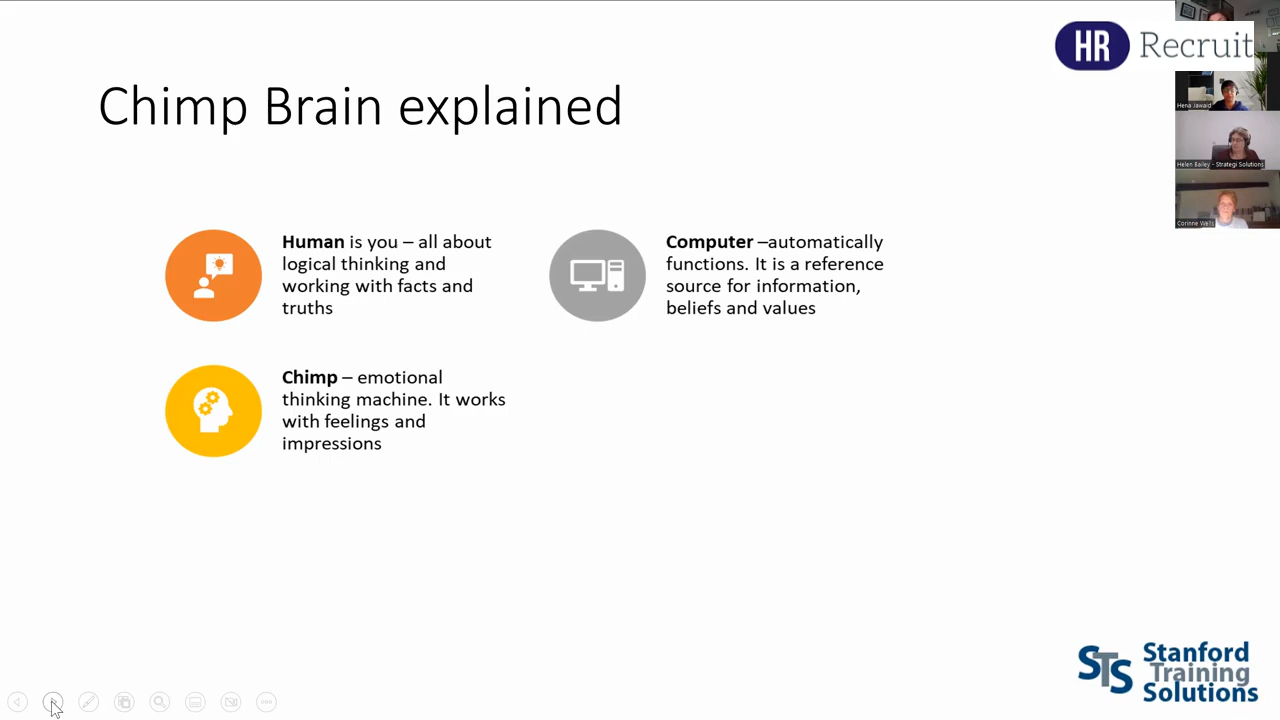 HR Recruit
Chimp Brain explained
Human is you – all about
logical thinking and
working with facts and
truths
Computer –automatically
functions. It is a reference
source for information,
beliefs and values
Chimp – emotional
thinking machine. It works
with feelings and
impressions
Hena Jawaid
Helen Bailey - Strategi Solutions
Corinne Wells
STS Stanford
Training
Solutions